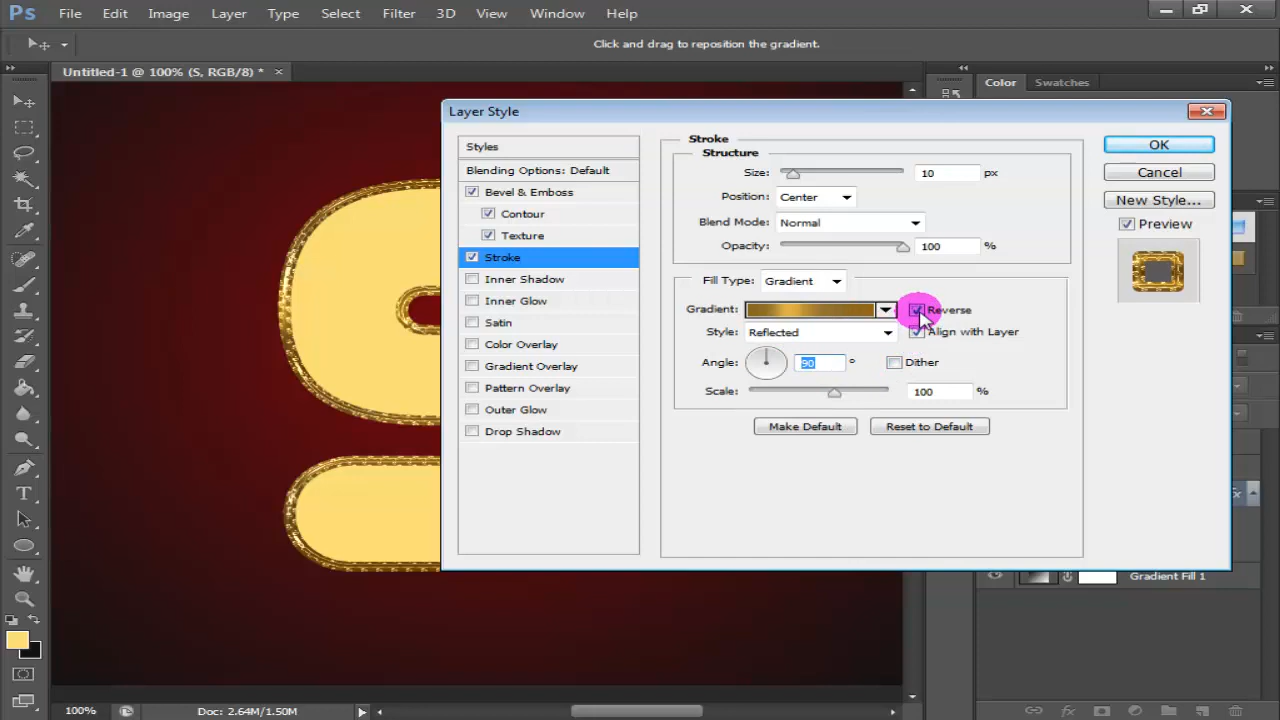 Ps File Edit Image Layer Type Select Filter 3D View Window Help
Click and drag to reposition the gradient.
Untitled-1 @ 100% (S, RGB/8) * ×
Color Swatches
Layer Style
Styles
Blending Options: Default
Bevel & Emboss
Contour
Texture
Stroke
Inner Shadow
Inner Glow
Satin
Color Overlay
Gradient Overlay
Pattern Overlay
Outer Glow
Drop Shadow
Stroke
Structure
Size: 10 px
Position: Center
Blend Mode: Normal
Opacity: 100 %
Fill Type: Gradient
Gradient: Reverse
Style: Reflected Align with Layer
Angle: 90 ° Dither
Scale: 100 %
Make Default Reset to Default
OK
Cancel
New Style...
Preview
fx
Gradient Fill 1
T
100% Doc: 2.64M/1.50M
fx